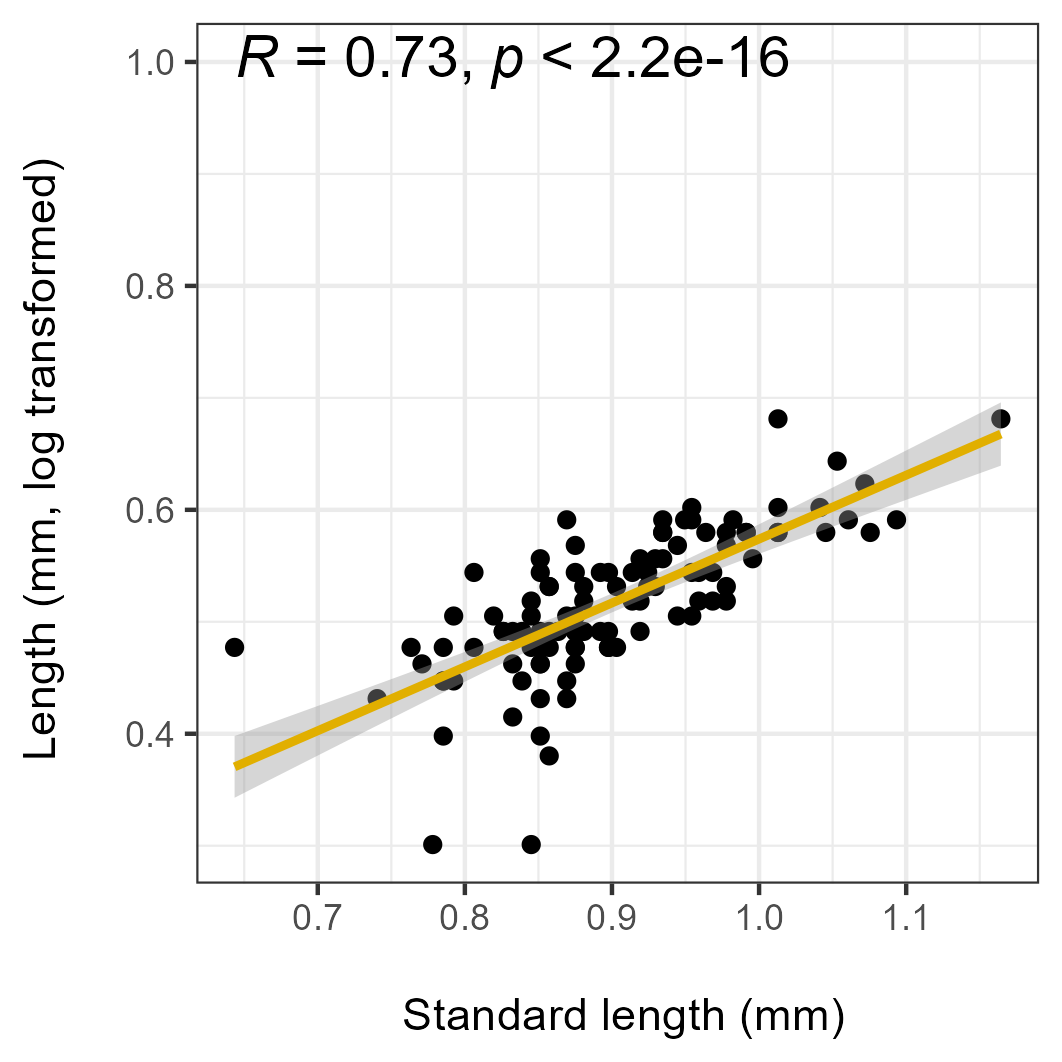 R = 0.73, p < 2.2e-16
Length (mm, log transformed)
1.0
0.8
0.6
0.4
0.7 0.8 0.9 1.0 1.1
Standard length (mm)